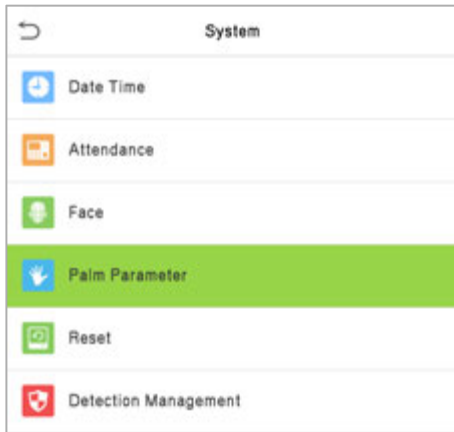 System
Date Time
Attendance
Face
Palm Parameter
Reset
Detection Management